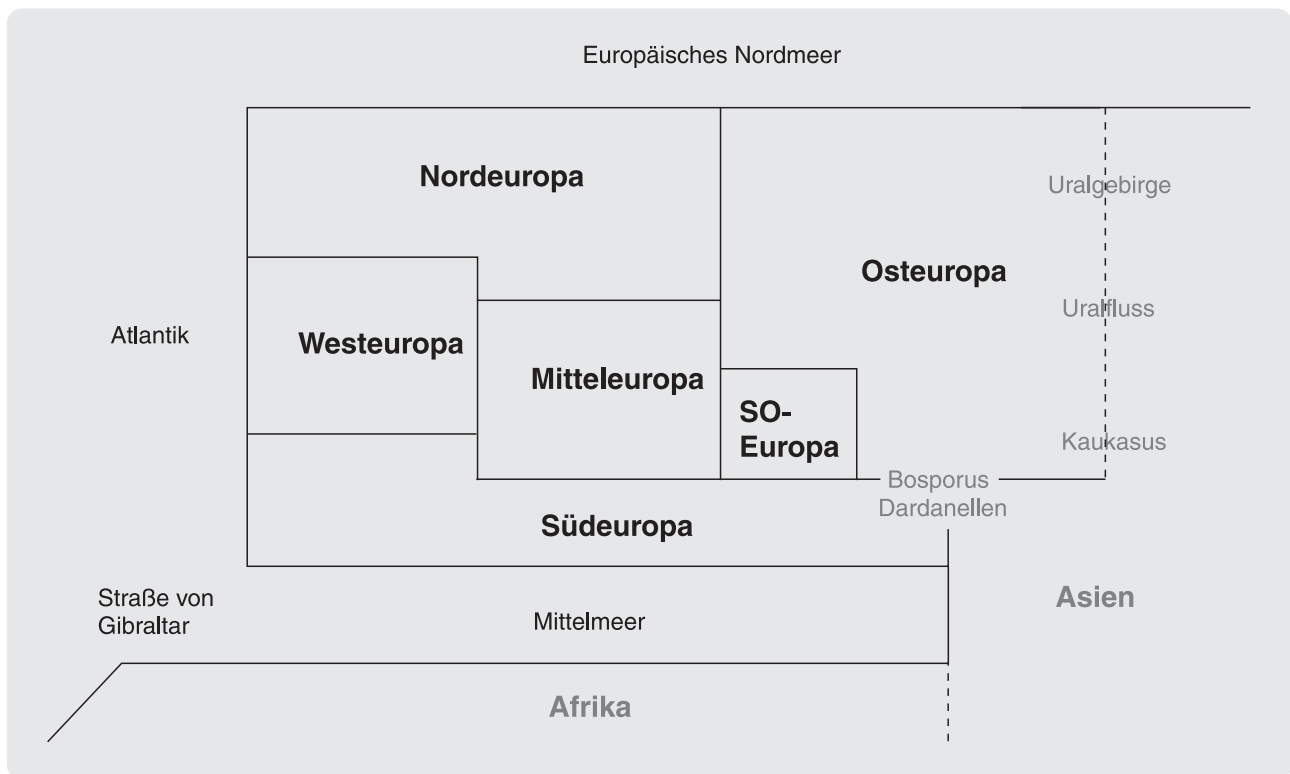 Europäisches Nordmeer
Nordeuropa
Uralgebirge
Osteuropa
Uralfluss
Atlantik
Westeuropa
Mitteleuropa
SO-
Europa
Kaukasus
Bosporus
Dardanellen
Südeuropa
Straße von
Gibraltar
Mittelmeer
Asien
Afrika